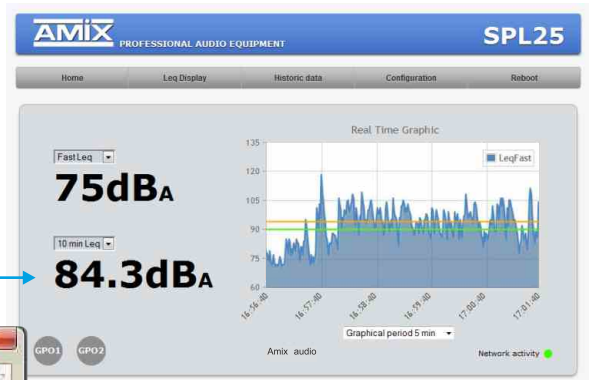 AMIX PROFESSIONAL AUDIO EQUIPMENT
SPL25
Home Leq Display Historic data Configuration Reboot
Fast Leq
75dBA
10 min Leq
84.3dBA
Real Time Graphic
LeqFast
135
120
105
90
75
60
16:56:40 16:57:40 16:58:40 16:59:40 17:00:40 17:01:40
Graphical period 5 min
GPO1 GPO2
Amix audio
Network activity